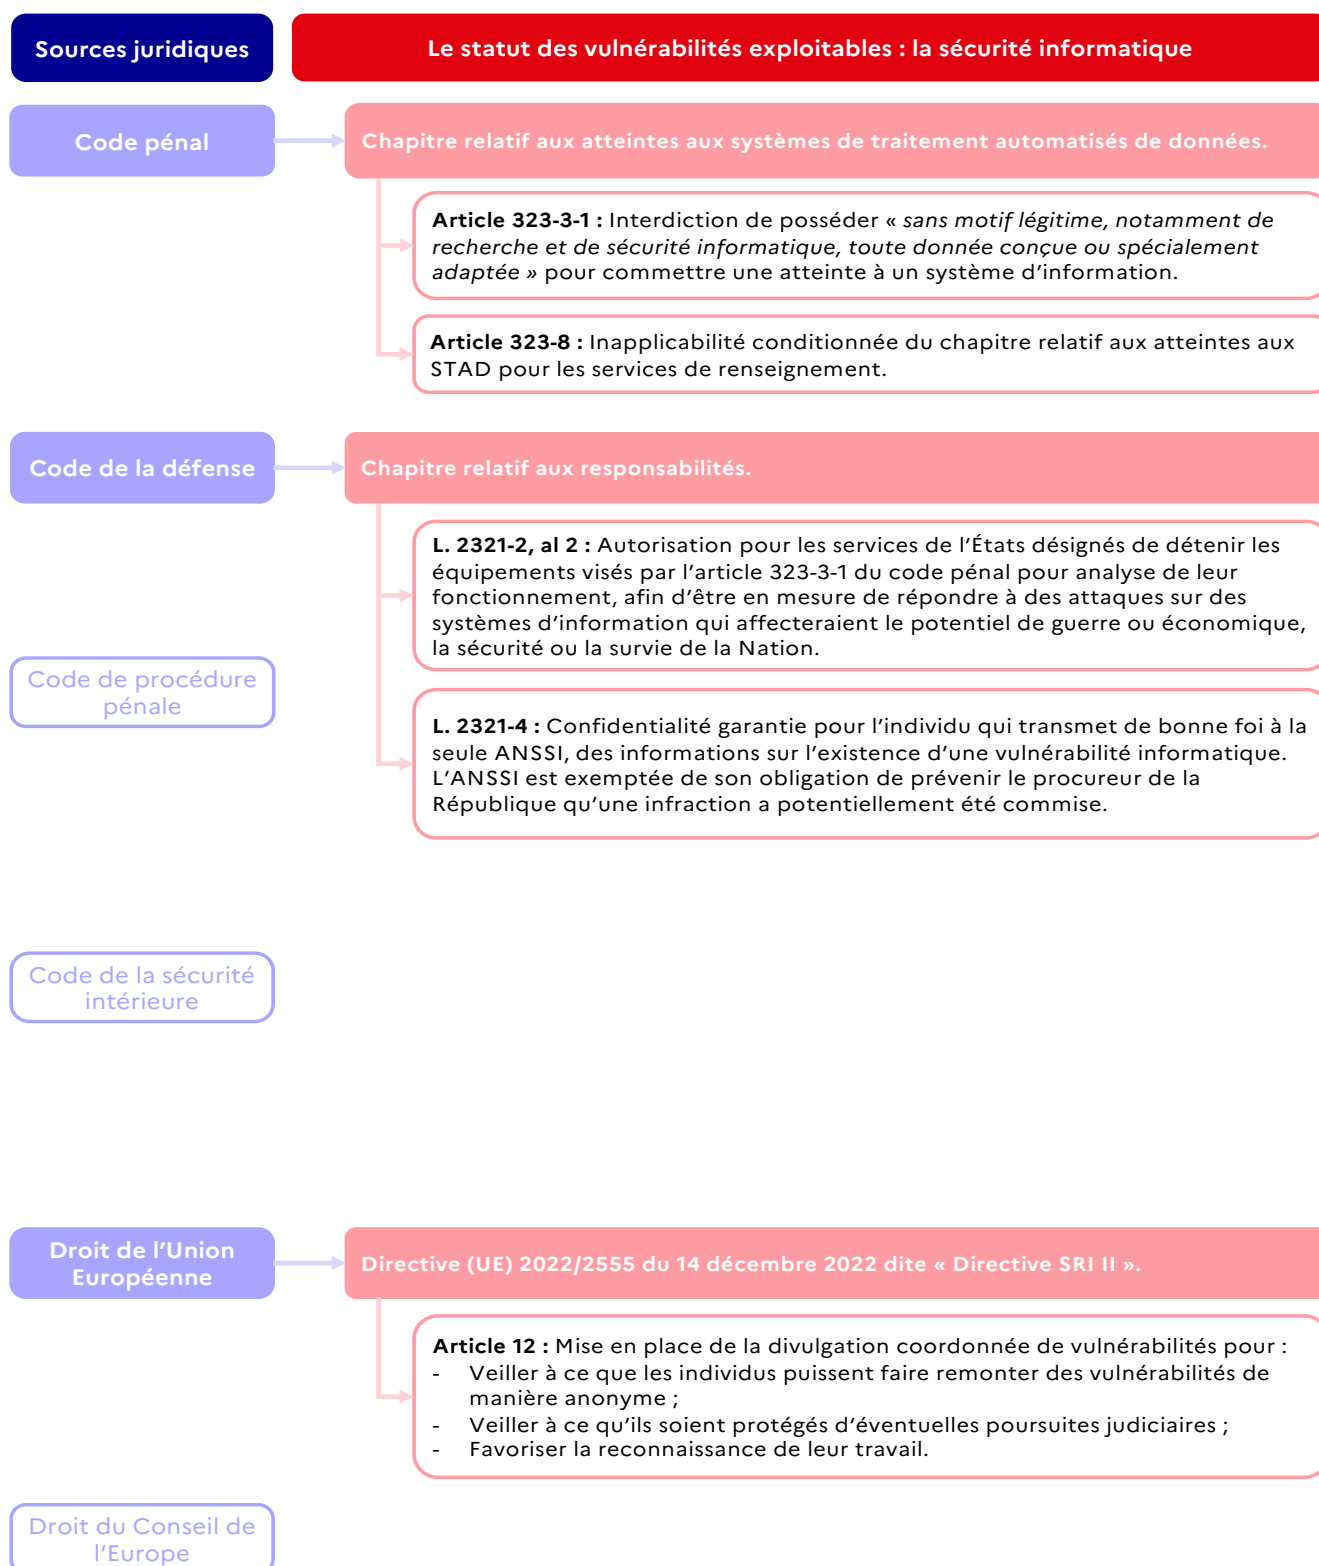 Sources juridiques
Le statut des vulnérabilités exploitables : la sécurité informatique
Code pénal
Chapitre relatif aux atteintes aux systèmes de traitement automatisés de données.
Article 323-3-1 : Interdiction de posséder « sans motif légitime, notamment de
recherche et de sécurité informatique, toute donnée conçue ou spécialement
adaptée » pour commettre une atteinte à un système d’information.
Article 323-8 : Inapplicabilité conditionnée du chapitre relatif aux atteintes aux
STAD pour les services de renseignement.
Code de la défense
Chapitre relatif aux responsabilités.
L. 2321-2, al 2 : Autorisation pour les services de l’États désignés de détenir les
équipements visés par l’article 323-3-1 du code pénal pour analyse de leur
fonctionnement, afin d’être en mesure de répondre à des attaques sur des
systèmes d’information qui affecteraient le potentiel de guerre ou économique,
la sécurité ou la survie de la Nation.
Code de procédure
pénale
L. 2321-4 : Confidentialité garantie pour l’individu qui transmet de bonne foi à la
seule ANSSI, des informations sur l’existence d’une vulnérabilité informatique.
L’ANSSI est exemptée de son obligation de prévenir le procureur de la
République qu’une infraction a potentiellement été commise.
Code de la sécurité
intérieure
Droit de l’Union
Européenne
Directive (UE) 2022/2555 du 14 décembre 2022 dite « Directive SRI II ».
Article 12 : Mise en place de la divulgation coordonnée de vulnérabilités pour :
- Veiller à ce que les individus puissent faire remonter des vulnérabilités de
manière anonyme ;
- Veiller à ce qu’ils soient protégés d’éventuelles poursuites judiciaires ;
- Favoriser la reconnaissance de leur travail.
Droit du Conseil de
l’Europe